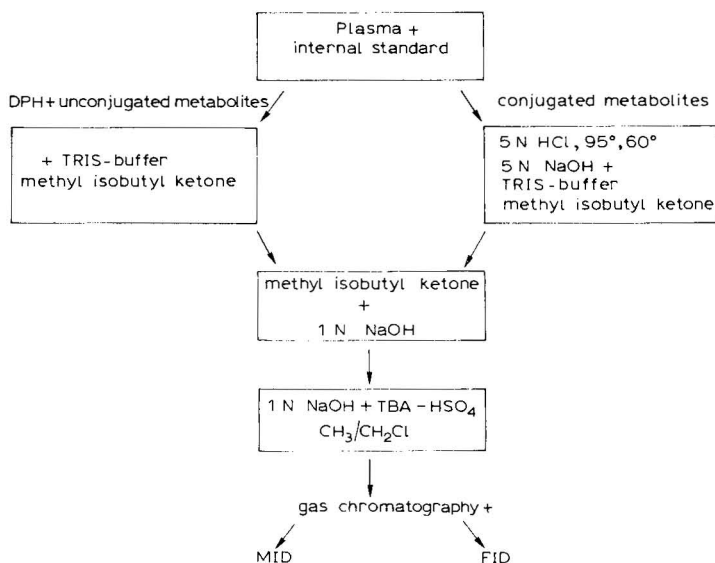 Plasma +
internal standard
DPH + unconjugated metabolites
conjugated metabolites
+ TRIS-buffer
methyl isobutyl ketone
5 N HCl, 95°, 60°
5 N NaOH +
TRIS-buffer
methyl isobutyl ketone
methyl isobutyl ketone
+
1 N NaOH
1 N NaOH + TBA - HSO₄
CH₃/CH₂Cl
gas chromatography +
MID
FID